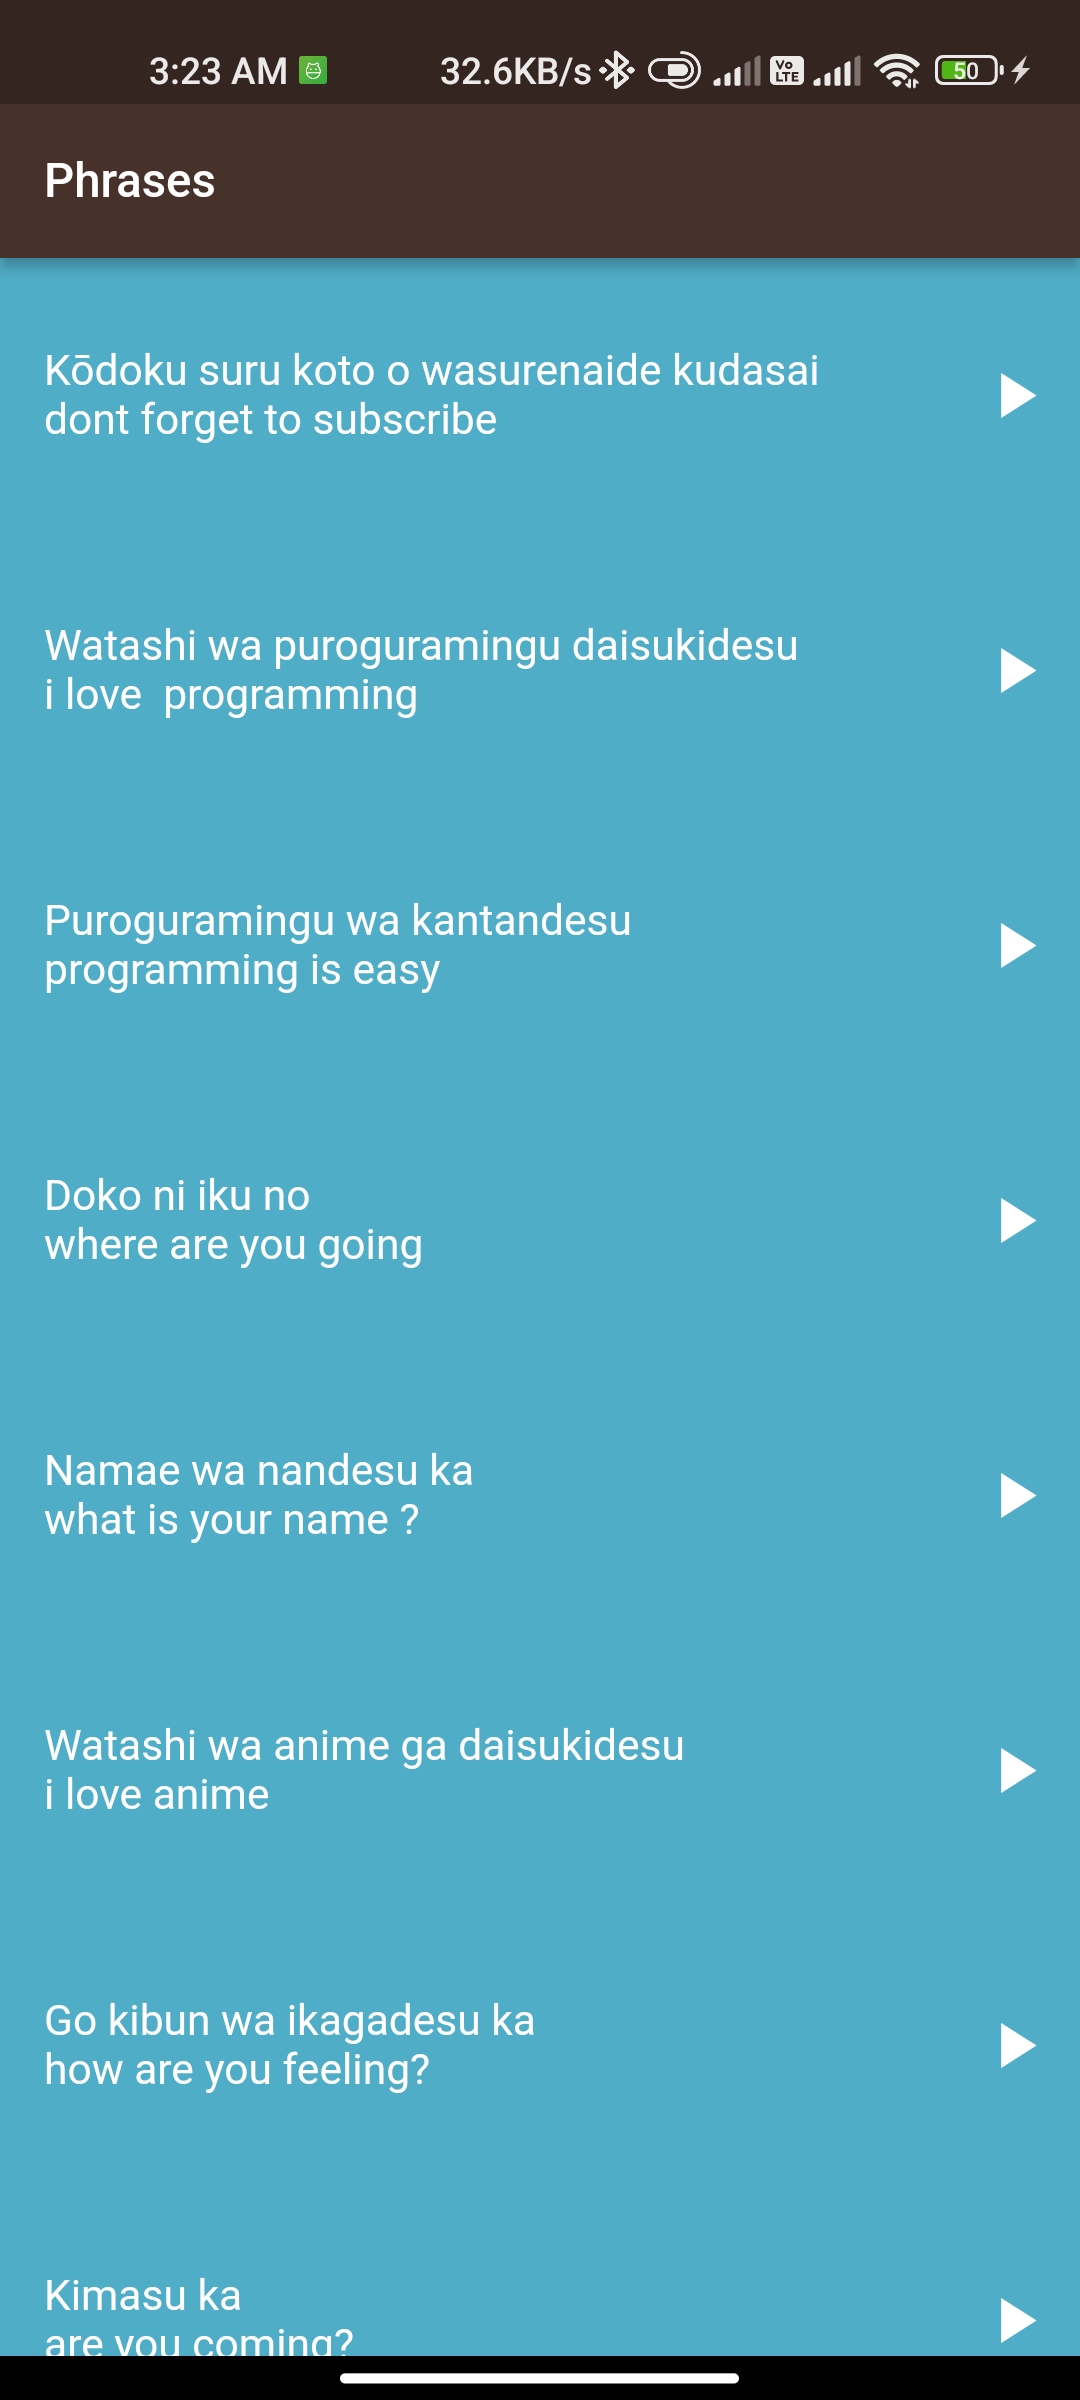 3:23 AM 32.6KB/s Vo LTE 50
Phrases
Kōdoku suru koto o wasurenaide kudasai
dont forget to subscribe
Watashi wa puroguramingu daisukidesu
i love  programming
Puroguramingu wa kantandesu
programming is easy
Doko ni iku no
where are you going
Namae wa nandesu ka
what is your name ?
Watashi wa anime ga daisukidesu
i love anime
Go kibun wa ikagadesu ka
how are you feeling?
Kimasu ka
are you coming?